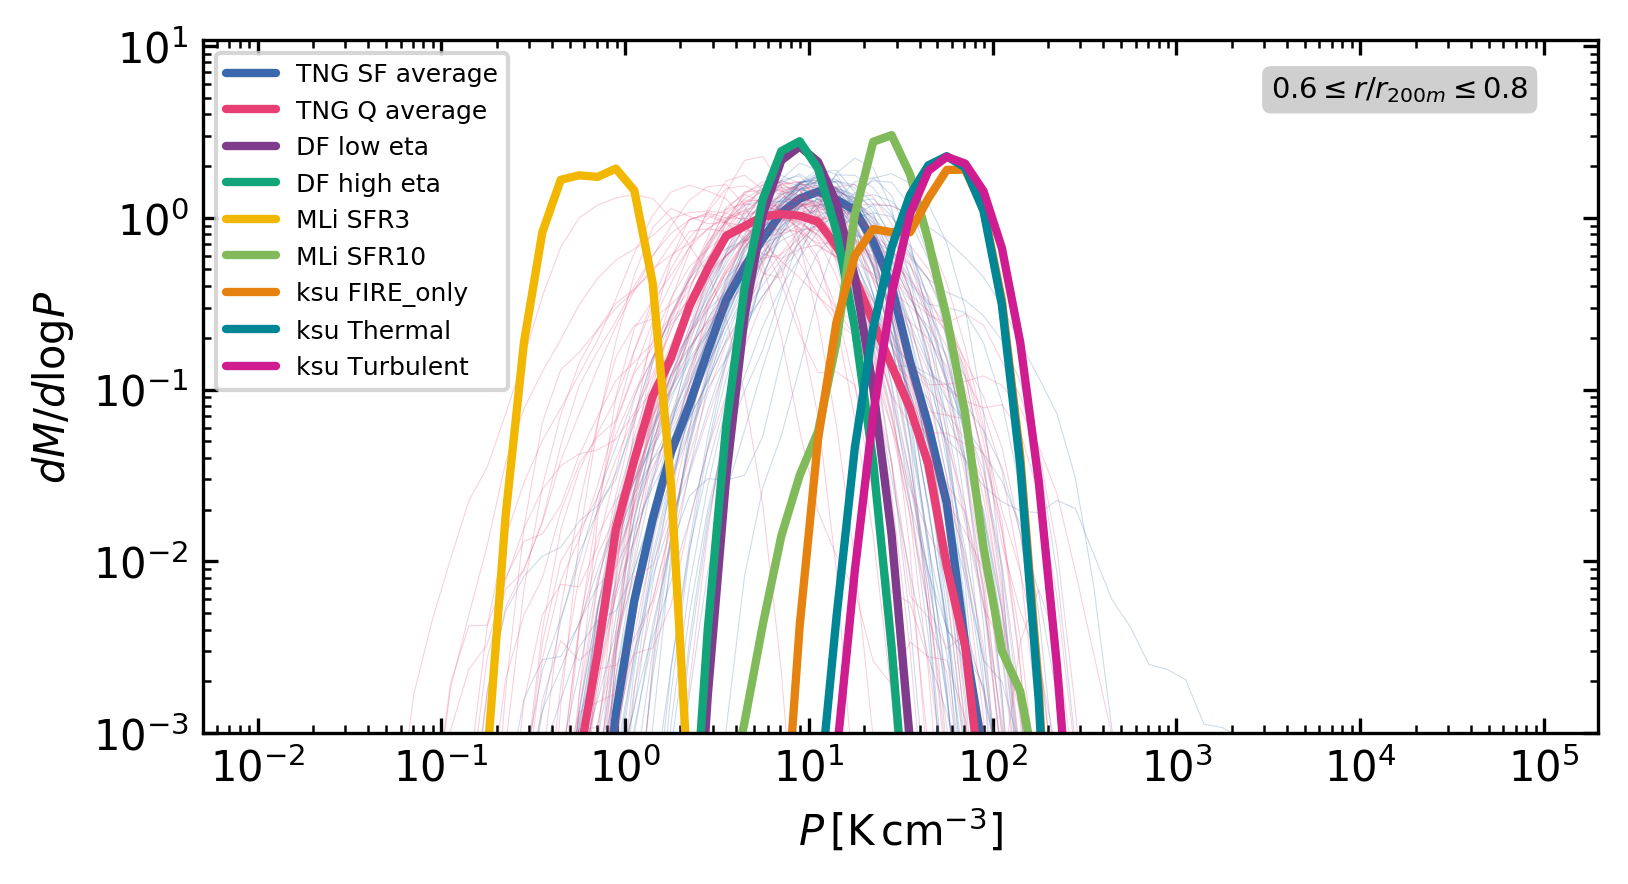 10¹
10⁰
10⁻¹
10⁻²
10⁻³
dM/dlogP
TNG SF average
TNG Q average
DF low eta
DF high eta
MLi SFR3
MLi SFR10
ksu FIRE_only
ksu Thermal
ksu Turbulent
0.6 ≤ r/r₂₀₀ₘ ≤ 0.8
10⁻² 10⁻¹ 10⁰ 10¹ 10² 10³ 10⁴ 10⁵
P [K cm⁻³]